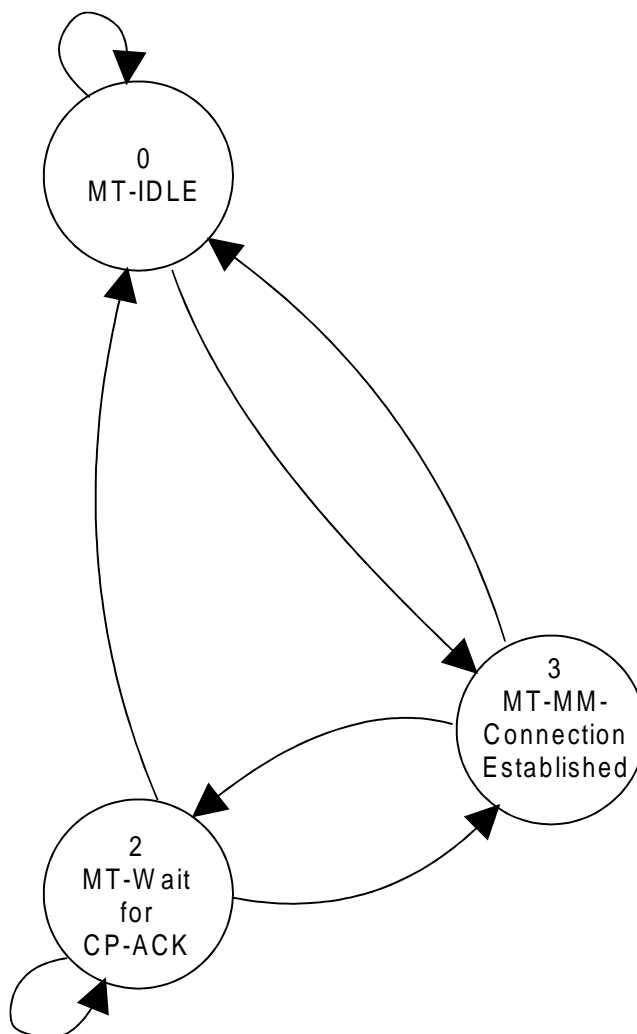 0
MT-IDLE
3
MT-MM-
Connection
Established
2
MT-Wait
for
CP-ACK